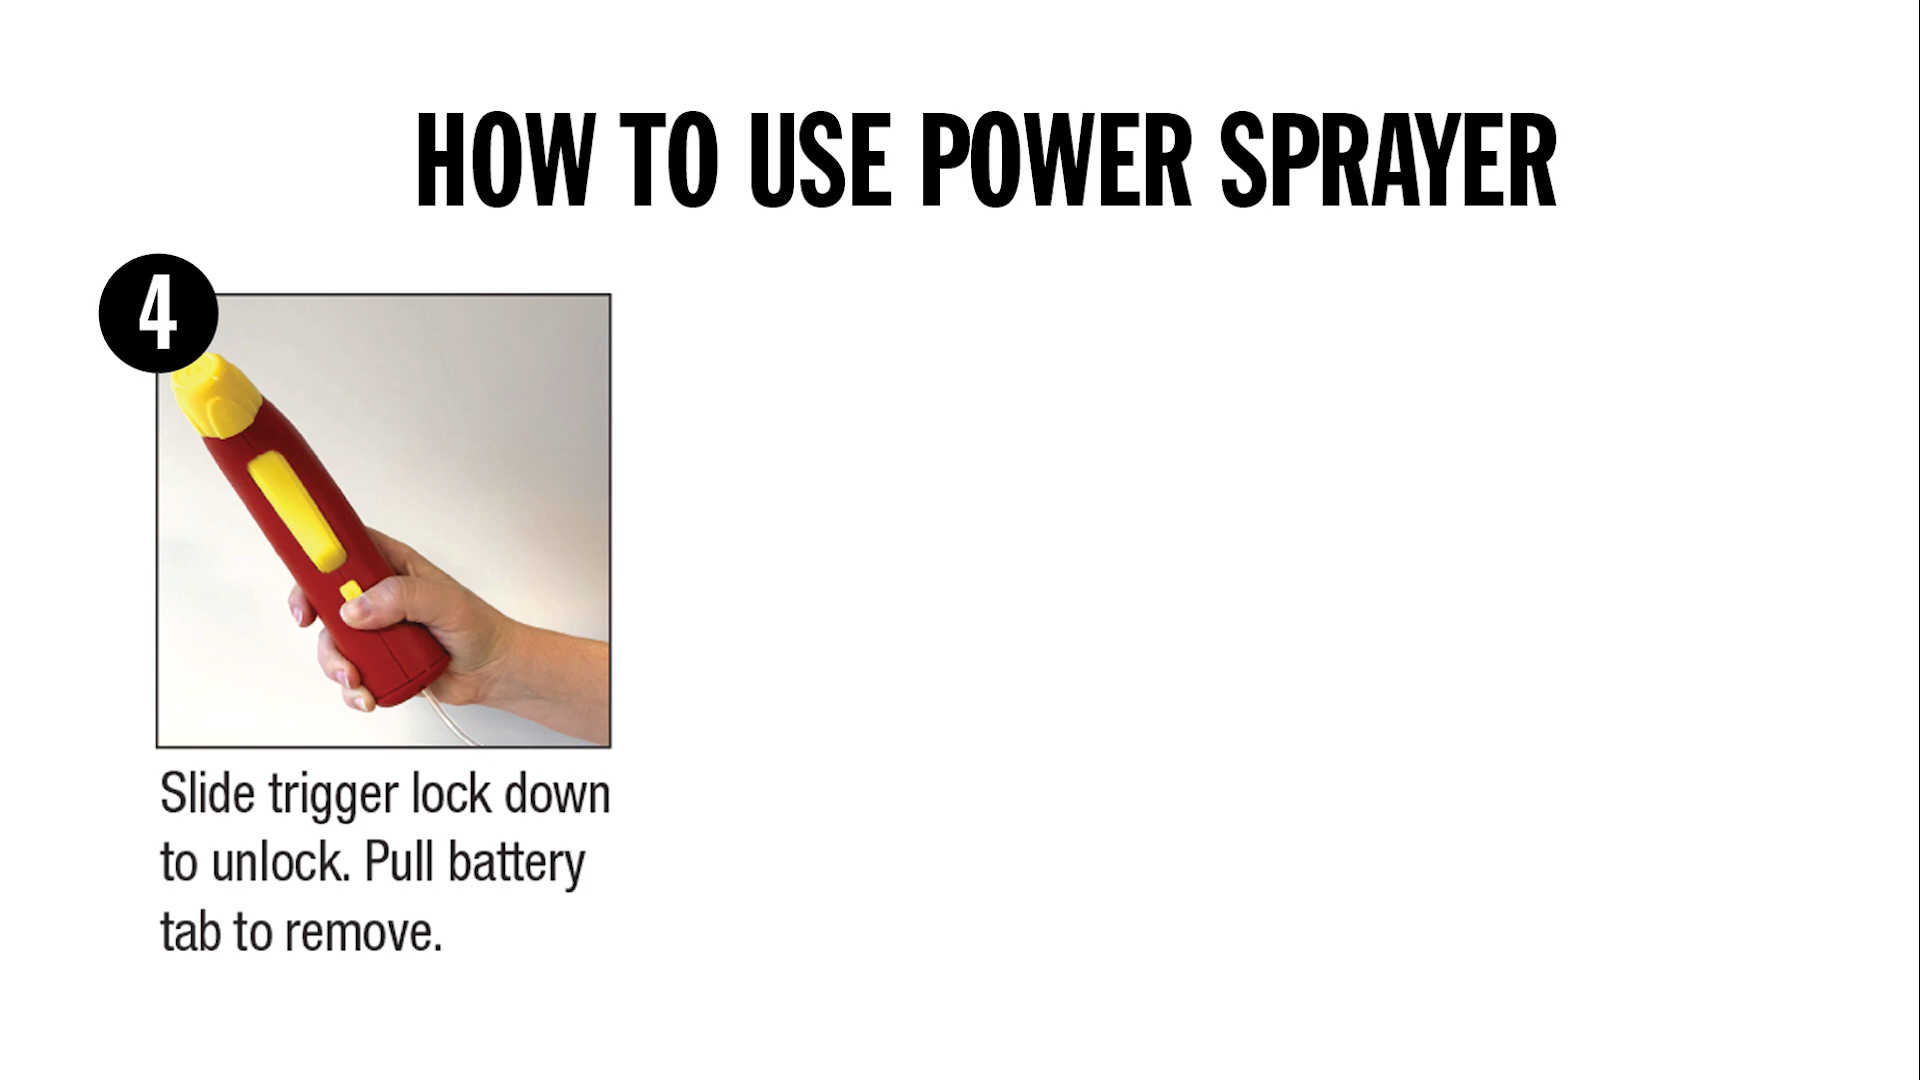 HOW TO USE POWER SPRAYER
4
Slide trigger lock down
to unlock. Pull battery
tab to remove.